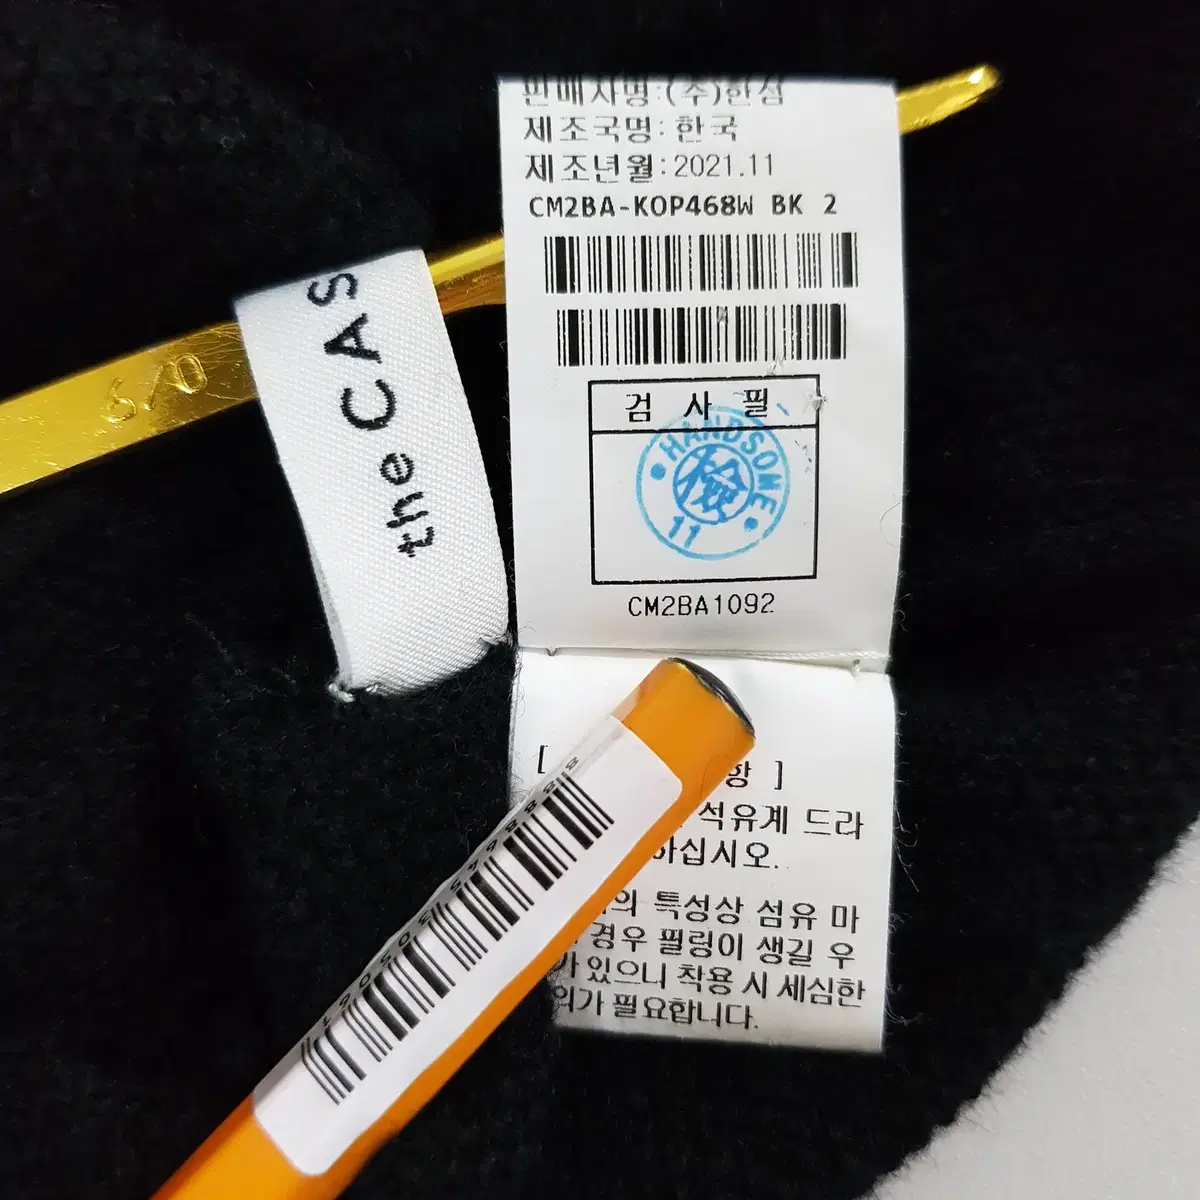 판매자명:(주)한섬
제조국명:한국
제조년월:2021.11
CM2BA-KOP468W BK 2
검 사 필
HANDSOME
檢
11
CM2BA1092
the CAS
6/0
[
항 ]
석유계 드라
하십시오.
의 특성상 섬유 마
경우 필링이 생길 우
가 있으니 착용 시 세심한
의가 필요합니다.